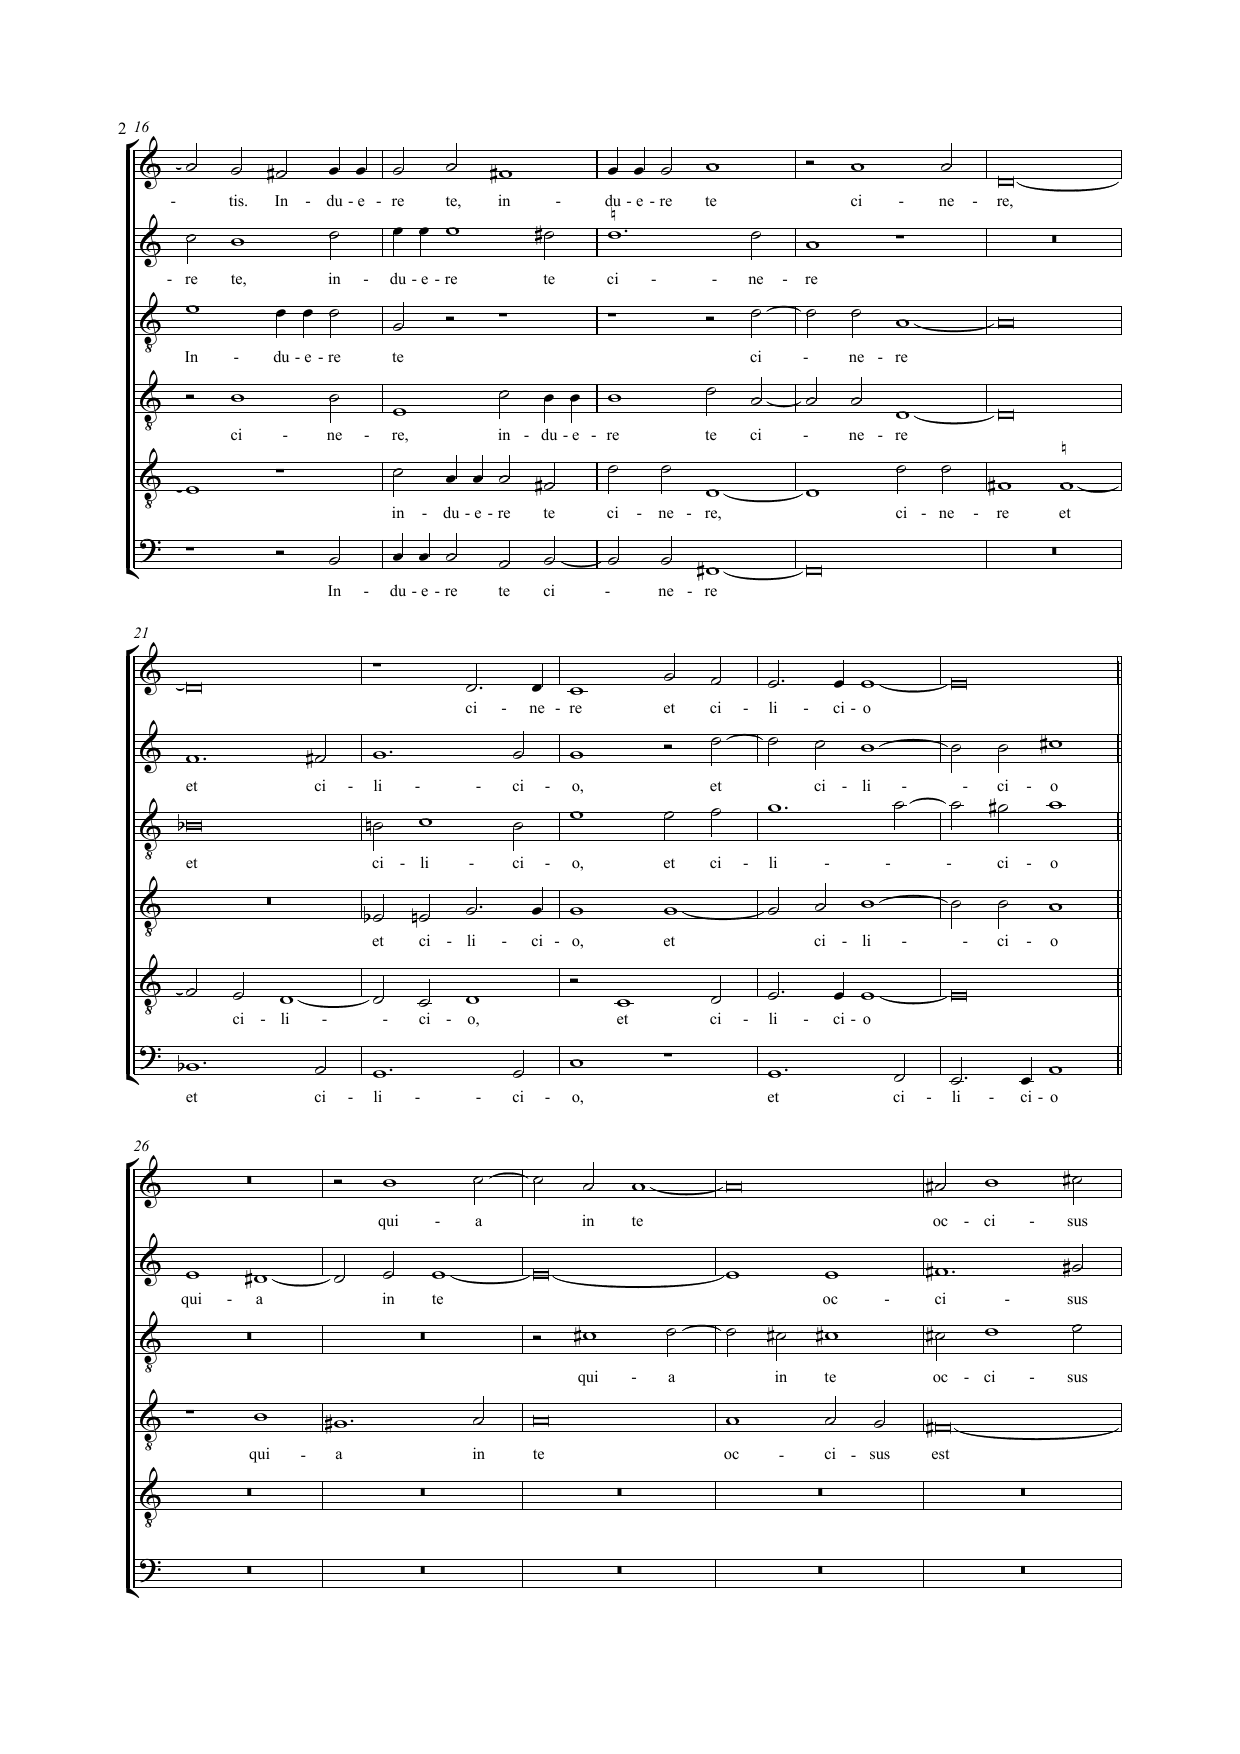 2 16
- tis. In - du - e - re te, in - du - e - re te ci - ne - re,
- re te, in - du - e - re te ci - - ne - re
In - du - e - re te ci - ne - re
ci - ne - re, in - du - e - re te ci - ne - re
in - du - e - re te ci - ne - re, ci - ne - re et
In - du - e - re te ci - ne - re
21
ci - ne - re et ci - li - ci - o
et ci - li - - ci - o, et ci - li - - ci - o
et ci - li - ci - o, et ci - li - - - ci - o
et ci - li - ci - o, et ci - li - - ci - o
ci - li - - ci - o, et ci - li - ci - o
et ci - li - - ci - o, et ci - li - ci - o
26
qui - a in te oc - ci - sus
qui - a in te oc - ci - sus
qui - a in te oc - ci - sus
qui - a in te oc - ci - sus est